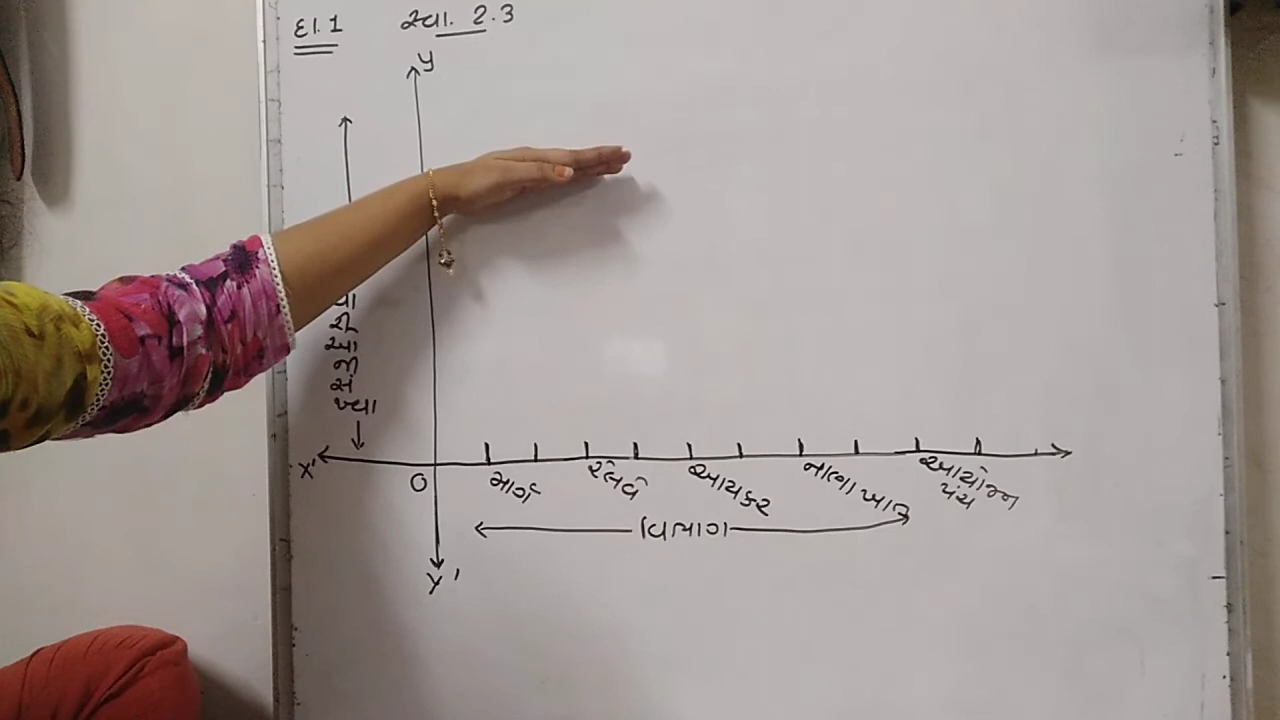 દા.1 સ્વા. 2.3
Y
યા
સં
ખ્યા
X'
O
માર્ગ રેલવે આયકર નાણા ખાતું આયોજન
પંચ
વિભાગ
Y'